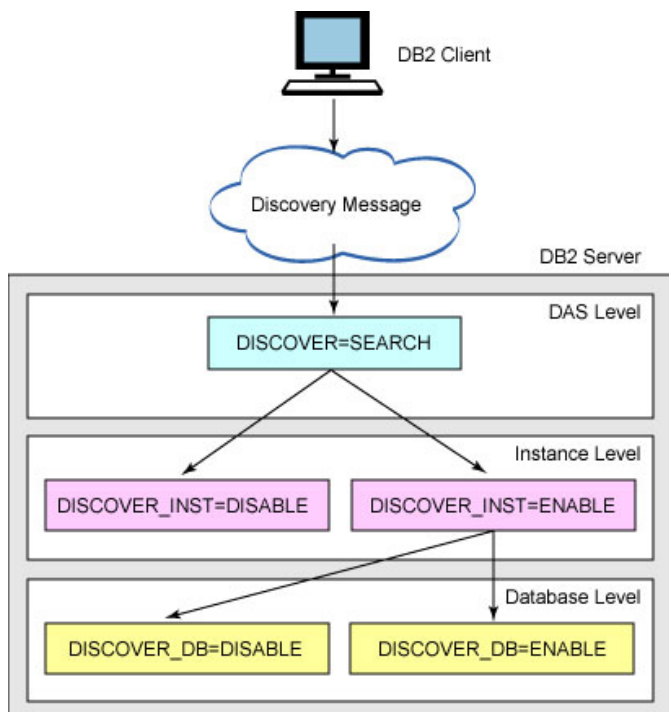 DB2 Client
Discovery Message
DB2 Server
DAS Level
DISCOVER=SEARCH
Instance Level
DISCOVER_INST=DISABLE
DISCOVER_INST=ENABLE
Database Level
DISCOVER_DB=DISABLE
DISCOVER_DB=ENABLE